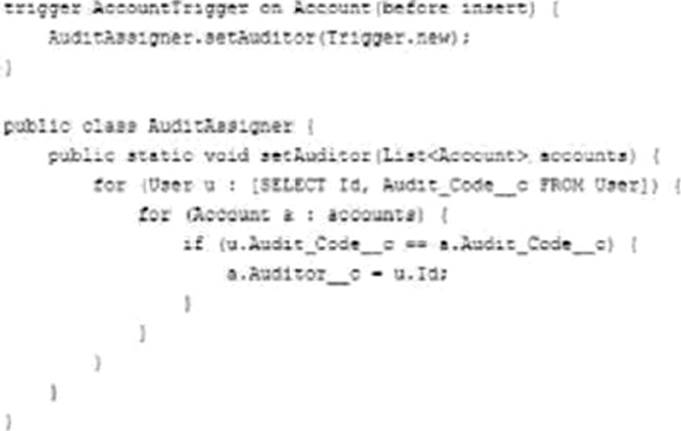 trigger AccountTrigger on Account(before insert) {
AuditAssigner.setAuditor(Trigger.new);
}
public class AuditAssigner {
public static void setAuditor(List<Account> accounts) {
for (User u : [SELECT Id, Audit_Code__c FROM User]) {
for (Account a : accounts) {
if (u.Audit_Code__c == a.Audit_Code__c) {
a.Auditor__c = u.Id;
}
}
}
}
}